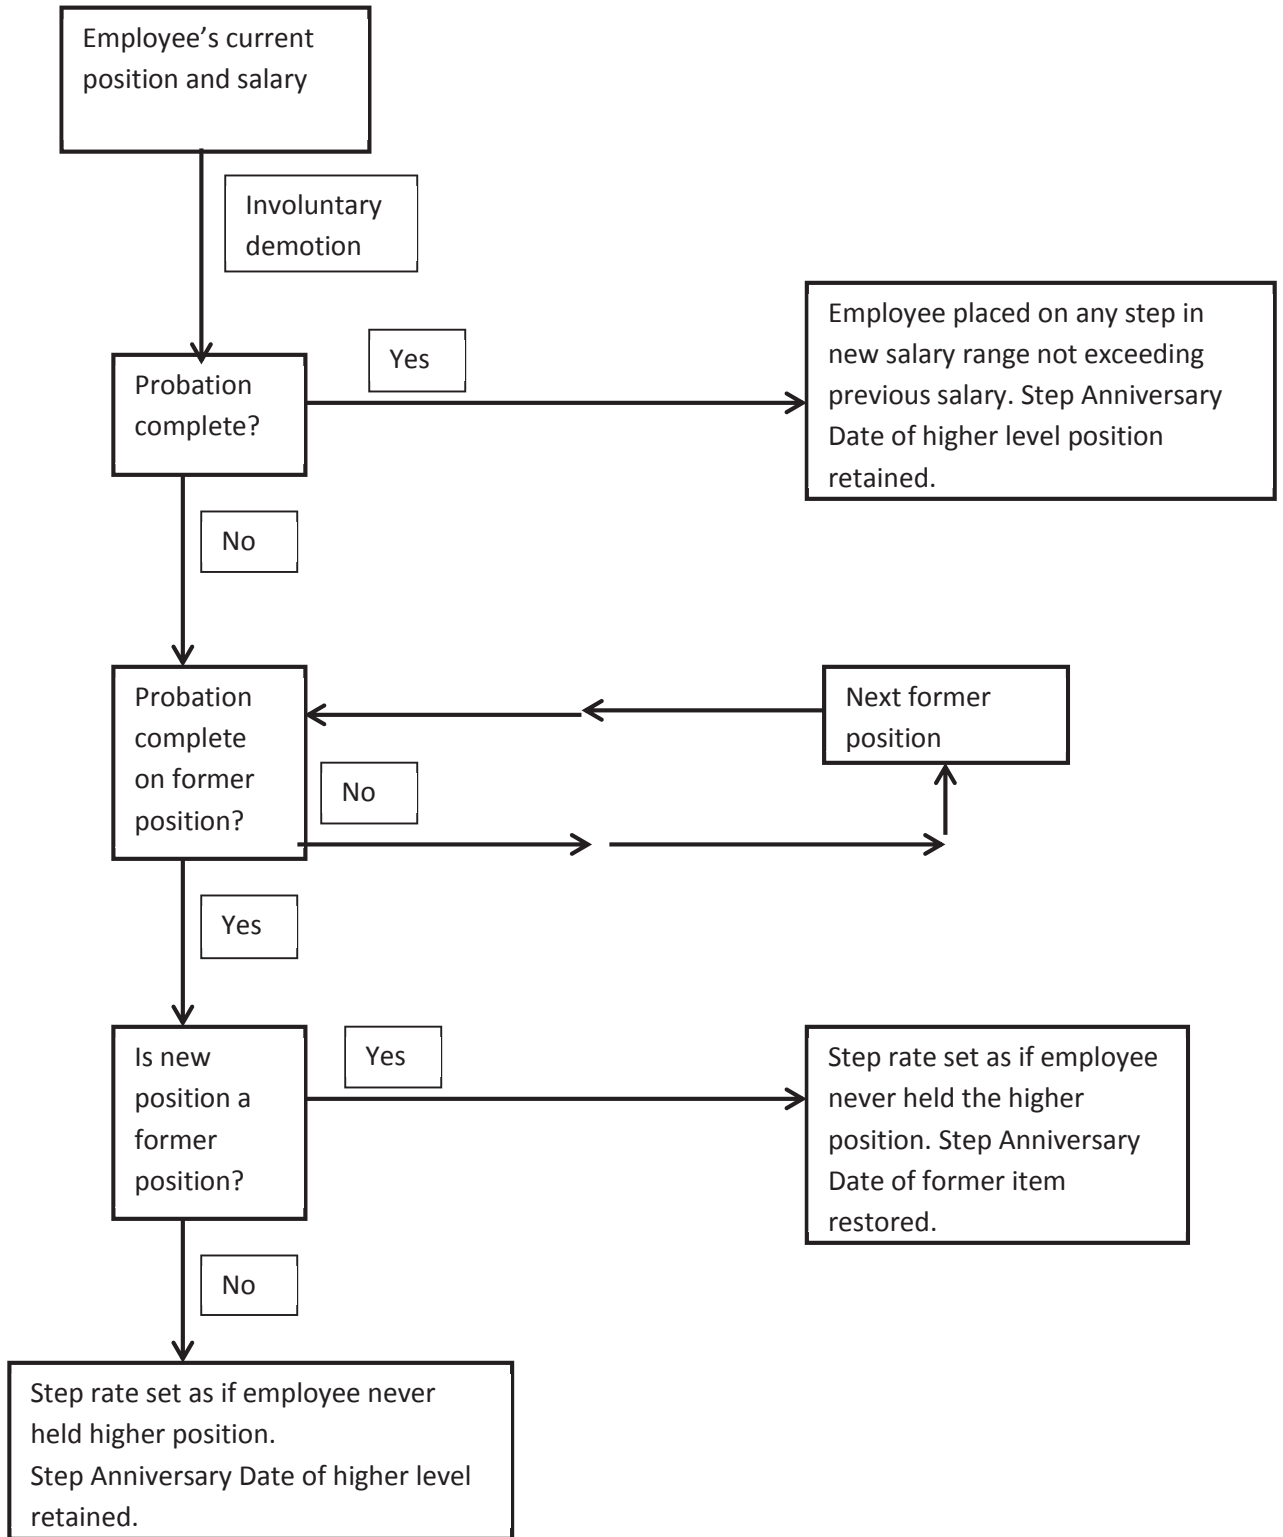 Employee’s current
position and salary
Involuntary
demotion
Probation
complete?
Yes
Employee placed on any step in
new salary range not exceeding
previous salary. Step Anniversary
Date of higher level position
retained.
No
Probation
complete
on former
position?
No
Next former
position
Yes
Is new
position a
former
position?
Yes
Step rate set as if employee
never held the higher
position. Step Anniversary
Date of former item
restored.
No
Step rate set as if employee never
held higher position.
Step Anniversary Date of higher level
retained.